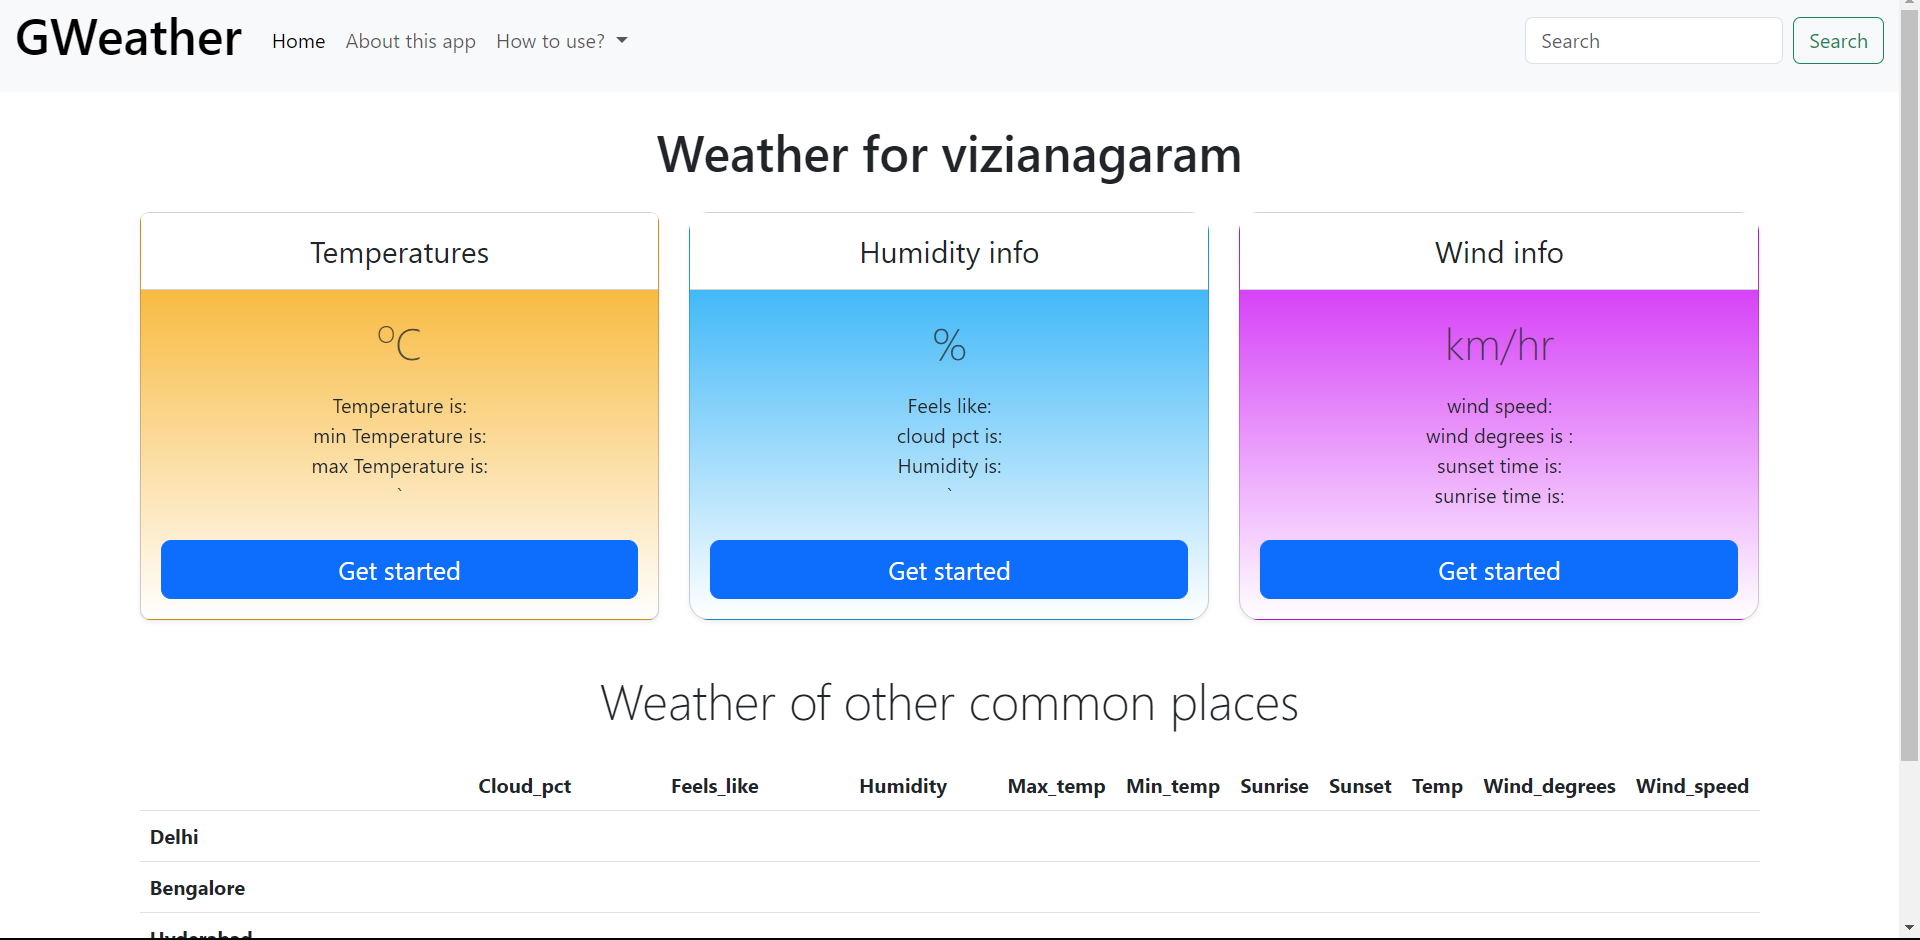 GWeather Home About this app How to use? Search Search
Weather for vizianagaram
Temperatures
ºC
Temperature is:
min Temperature is:
max Temperature is:
`
Get started
Humidity info
%
Feels like:
cloud pct is:
Humidity is:
`
Get started
Wind info
km/hr
wind speed:
wind degrees is :
sunset time is:
sunrise time is:
Get started
Weather of other common places
Cloud_pct Feels_like Humidity Max_temp Min_temp Sunrise Sunset Temp Wind_degrees Wind_speed
Delhi
Bengalore
Hyderabad